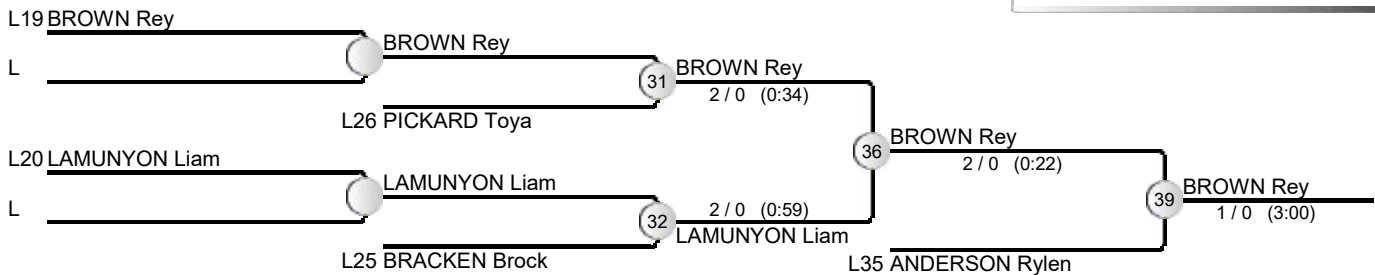 L19 BROWN Rey
BROWN Rey
L
31 BROWN Rey
2 / 0 (0:34)
L26 PICKARD Toya
36 BROWN Rey
2 / 0 (0:22)
L20 LAMUNYON Liam
LAMUNYON Liam
39 BROWN Rey
1 / 0 (3:00)
L
32 2 / 0 (0:59)
LAMUNYON Liam
L25 BRACKEN Brock
L35 ANDERSON Rylen